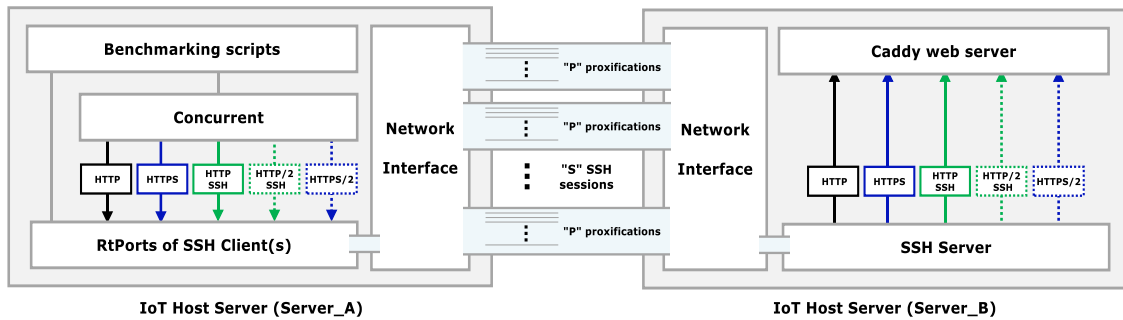 Benchmarking scripts
Concurrent
HTTP
HTTPS
HTTP
SSH
HTTP/2
SSH
HTTPS/2
RtPorts of SSH Client(s)
Network
Interface
IoT Host Server (Server_A)
"P" proxifications
"P" proxifications
"S" SSH
sessions
"P" proxifications
Network
Interface
Caddy web server
HTTP
HTTPS
HTTP
SSH
HTTP/2
SSH
HTTPS/2
SSH Server
IoT Host Server (Server_B)